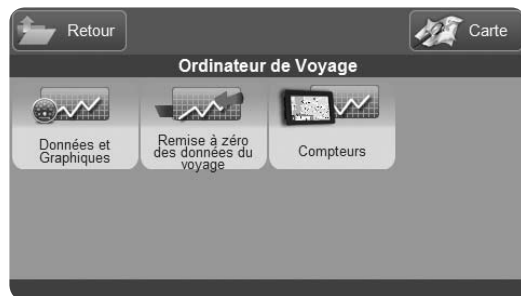 Retour
Carte
Ordinateur de Voyage
Données et
Graphiques
Remise à zéro
des données du
voyage
Compteurs